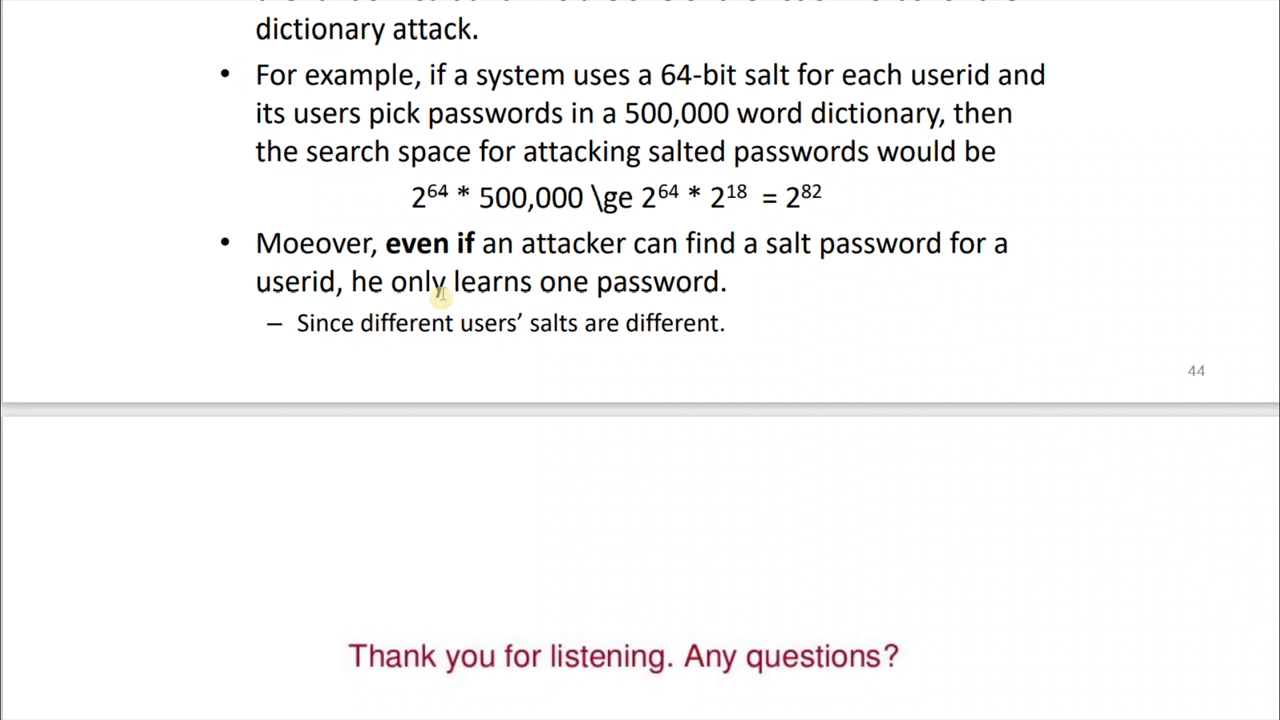 dictionary attack.
• For example, if a system uses a 64-bit salt for each userid and
its users pick passwords in a 500,000 word dictionary, then
the search space for attacking salted passwords would be
2⁶⁴ * 500,000 \ge 2⁶⁴ * 2¹⁸ = 2⁸²
• Moeover, even if an attacker can find a salt password for a
userid, he only learns one password.
– Since different users’ salts are different.
44
Thank you for listening. Any questions?